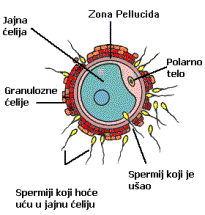 Zona Pellucida
Jajna
ćelija
Polarno
telo
Granulozne
ćelije
Spermij koji je
ušao
Spermiji koji hoće
uću u jajnu ćeliju